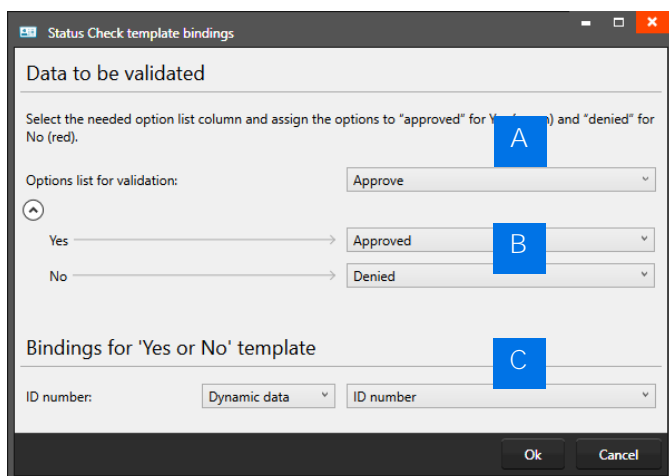 Status Check template bindings
Data to be validated
Select the needed option list column and assign the options to “approved” for Y ) and “denied” for
No (red).
A
Options list for validation: Approve
Yes Approved
B
No Denied
Bindings for 'Yes or No' template
C
ID number: Dynamic data ID number
Ok Cancel